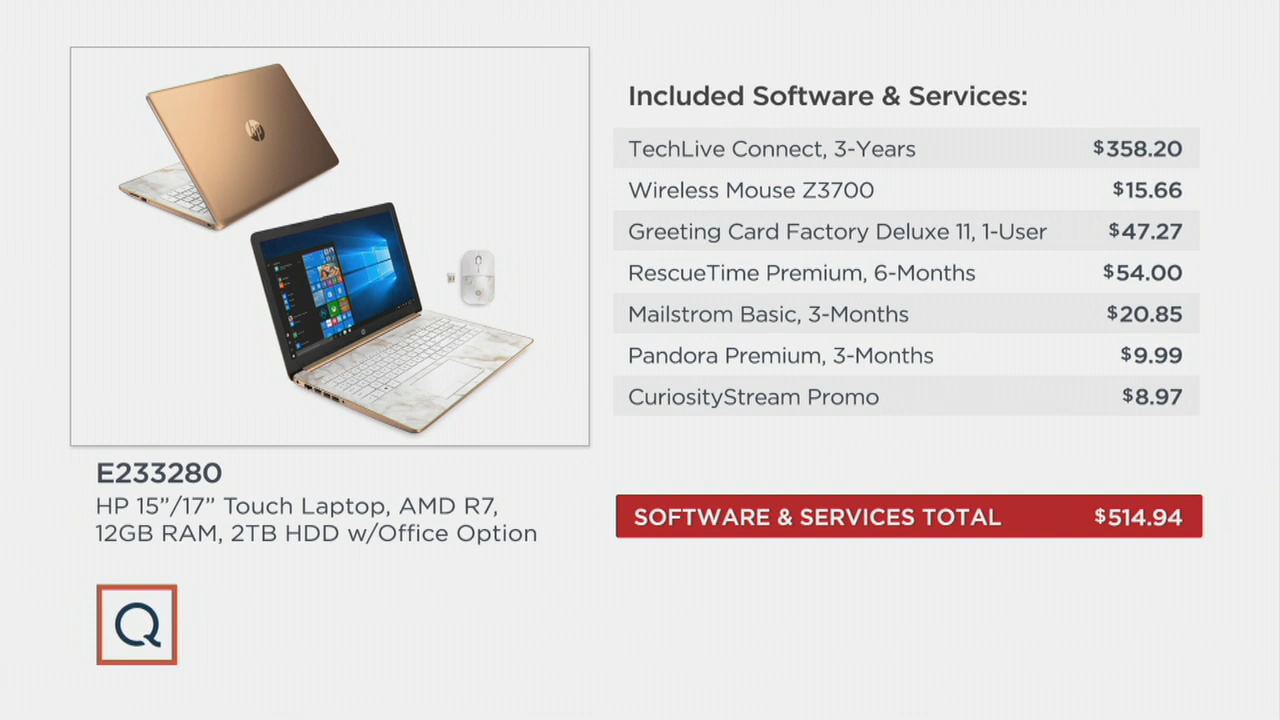 Included Software & Services:
TechLive Connect, 3-Years $358.20
Wireless Mouse Z3700 $15.66
Greeting Card Factory Deluxe 11, 1-User $47.27
RescueTime Premium, 6-Months $54.00
Mailstrom Basic, 3-Months $20.85
Pandora Premium, 3-Months $9.99
CuriosityStream Promo $8.97
SOFTWARE & SERVICES TOTAL $514.94
hp
E233280
HP 15”/17” Touch Laptop, AMD R7,
12GB RAM, 2TB HDD w/Office Option
Q